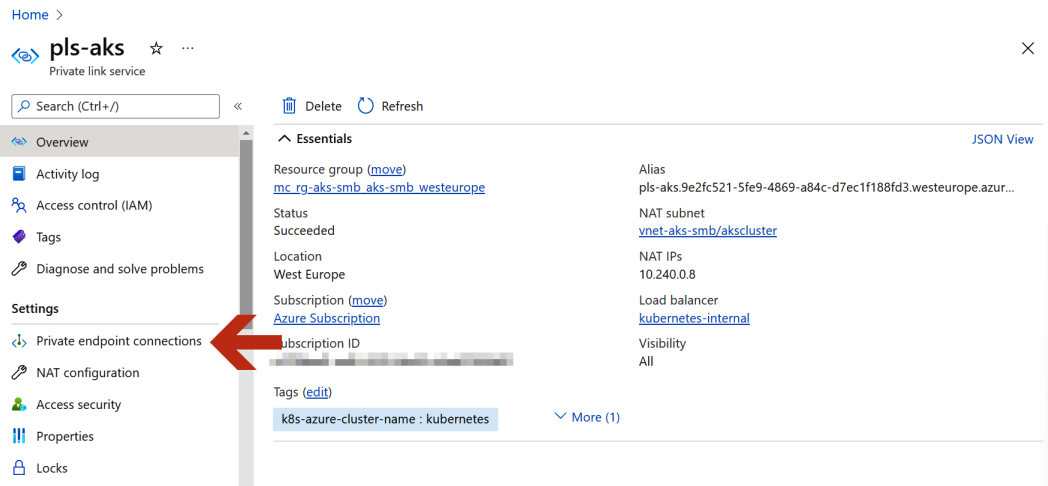 Home >
pls-aks
Private link service
Search (Ctrl+/)
«
Delete
Refresh
Overview
Activity log
Access control (IAM)
Tags
Diagnose and solve problems
Settings
Private endpoint connections
NAT configuration
Access security
Properties
Locks
Essentials
JSON View
Resource group (move)
mc_rg-aks-smb_aks-smb_westeurope
Status
Succeeded
Location
West Europe
Subscription (move)
Azure Subscription
ubscription ID
Tags (edit)
k8s-azure-cluster-name : kubernetes
More (1)
Alias
pls-aks.9e2fc521-5fe9-4869-a84c-d7ec1f188fd3.westeurope.azur...
NAT subnet
vnet-aks-smb/akscluster
NAT IPs
10.240.0.8
Load balancer
kubernetes-internal
Visibility
All